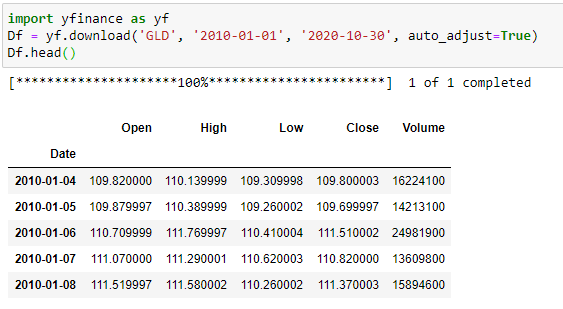 import yfinance as yf
Df = yf.download('GLD', '2010-01-01', '2020-10-30', auto_adjust=True)
Df.head()
[*********************100%***********************] 1 of 1 completed
Open High Low Close Volume
Date
2010-01-04 109.820000 110.139999 109.309998 109.800003 16224100
2010-01-05 109.879997 110.389999 109.260002 109.699997 14213100
2010-01-06 110.709999 111.769997 110.410004 111.510002 24981900
2010-01-07 111.070000 111.290001 110.620003 110.820000 13609800
2010-01-08 111.519997 111.580002 110.260002 111.370003 15894600